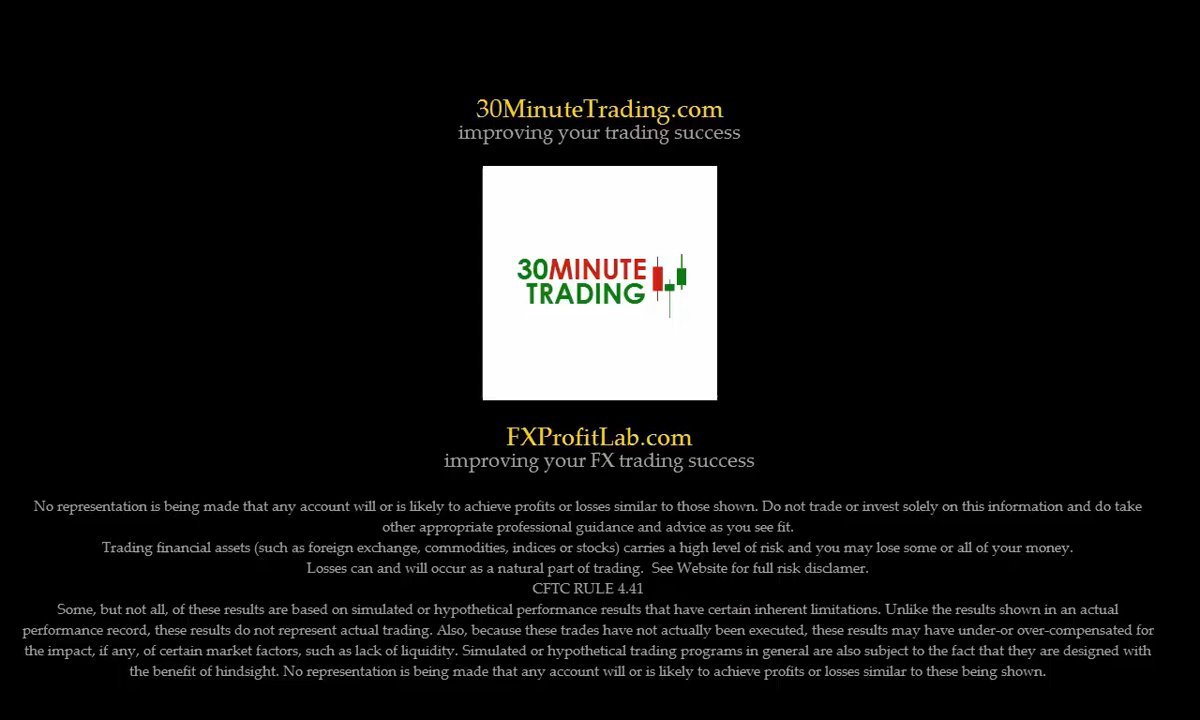 30MinuteTrading.com
improving your trading success
30MINUTE
TRADING
FXProfitLab.com
improving your FX trading success
No representation is being made that any account will or is likely to achieve profits or losses similar to those shown. Do not trade or invest solely on this information and do take
other appropriate professional guidance and advice as you see fit.
Trading financial assets (such as foreign exchange, commodities, indices or stocks) carries a high level of risk and you may lose some or all of your money.
Losses can and will occur as a natural part of trading.  See Website for full risk disclamer.
CFTC RULE 4.41
Some, but not all, of these results are based on simulated or hypothetical performance results that have certain inherent limitations. Unlike the results shown in an actual
performance record, these results do not represent actual trading. Also, because these trades have not actually been executed, these results may have under-or over-compensated for
the impact, if any, of certain market factors, such as lack of liquidity. Simulated or hypothetical trading programs in general are also subject to the fact that they are designed with
the benefit of hindsight. No representation is being made that any account will or is likely to achieve profits or losses similar to these being shown.